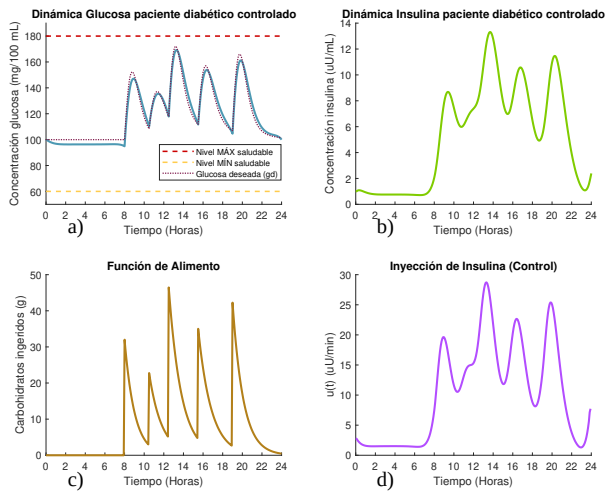 Dinámica Glucosa paciente diabético controlado
Concentración glucosa (mg/100 mL)
180
160
140
120
100
80
60
Nivel MÁX saludable
Nivel MÍN saludable
Glucosa deseada (gd)
0 2 4 6 8 10 12 14 16 18 20 22 24
a) Tiempo (Horas)
Dinámica Insulina paciente diabético controlado
Concentración insulina (uU/mL)
14
12
10
8
6
4
2
0
0 2 4 6 8 10 12 14 16 18 20 22 24
b) Tiempo (Horas)
Función de Alimento
Carbohidratos ingeridos (g)
50
40
30
20
10
0
0 2 4 6 8 10 12 14 16 18 20 22 24
c) Tiempo (Horas)
Inyección de Insulina (Control)
u(t) (uU/min)
30
25
20
15
10
5
0
0 2 4 6 8 10 12 14 16 18 20 22 24
d) Tiempo (Horas)